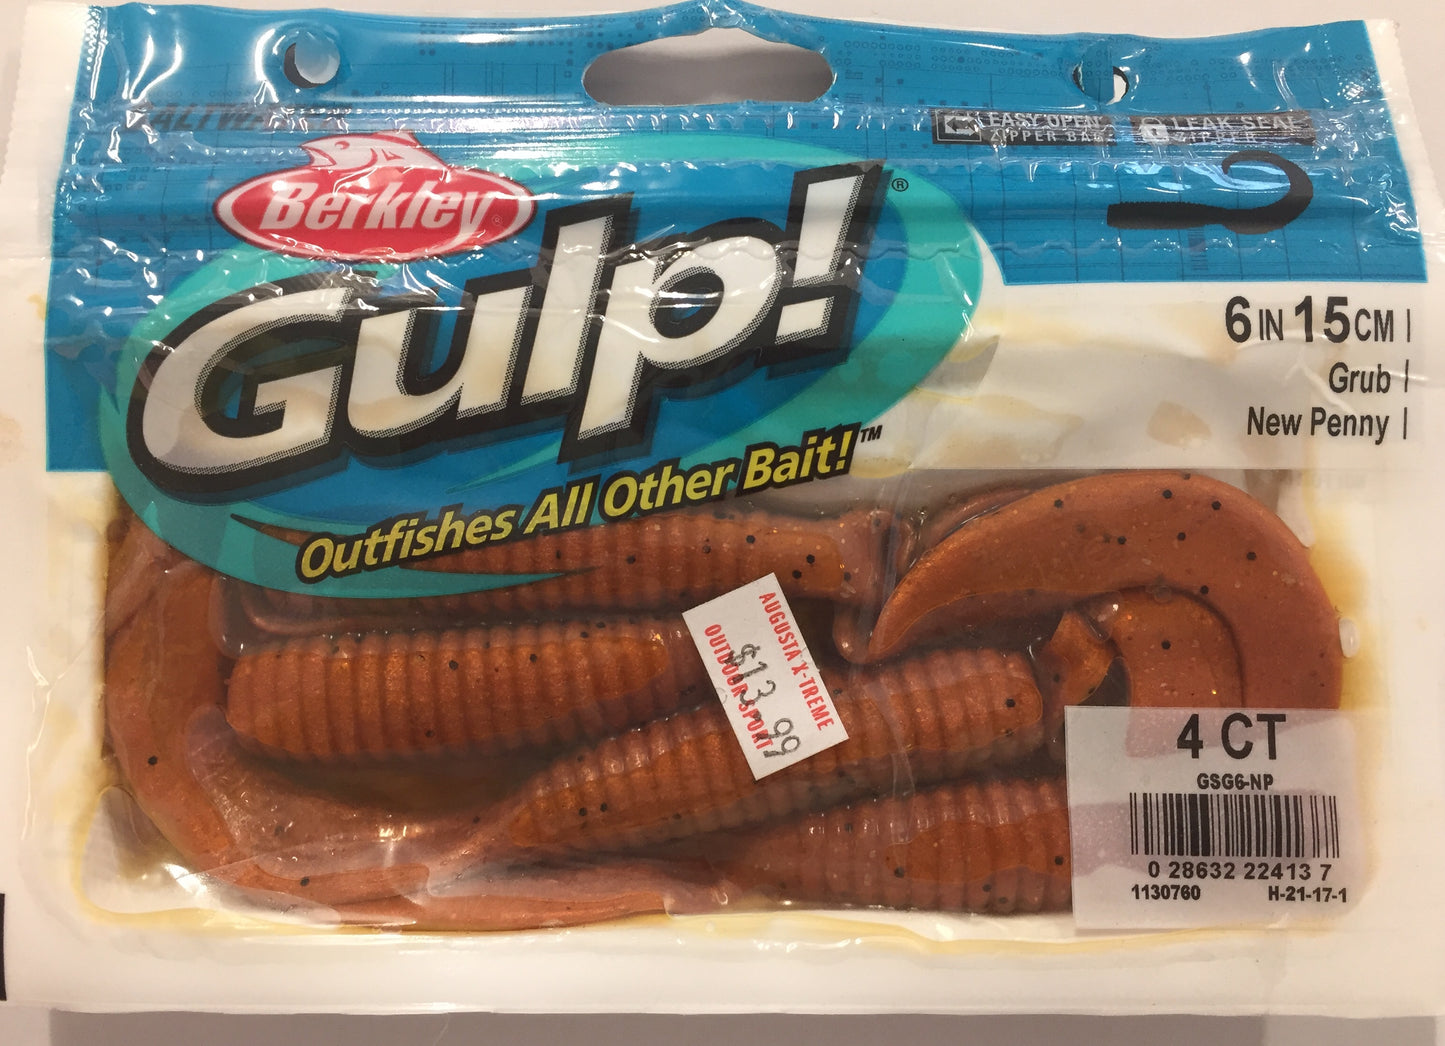 SALTWATER
EASY OPEN
ZIPPER BAG
LEAK SEAL
ZIPPER
Berkley®
Gulp!®
Outfishes All Other Bait!™
6 IN 15 CM |
Grub |
New Penny |
AUGUSTA X-TREME
OUTDOOR SPORT
$13.99
4 CT
GSG6-NP
0 28632 22413 7
1130760 H-21-17-1